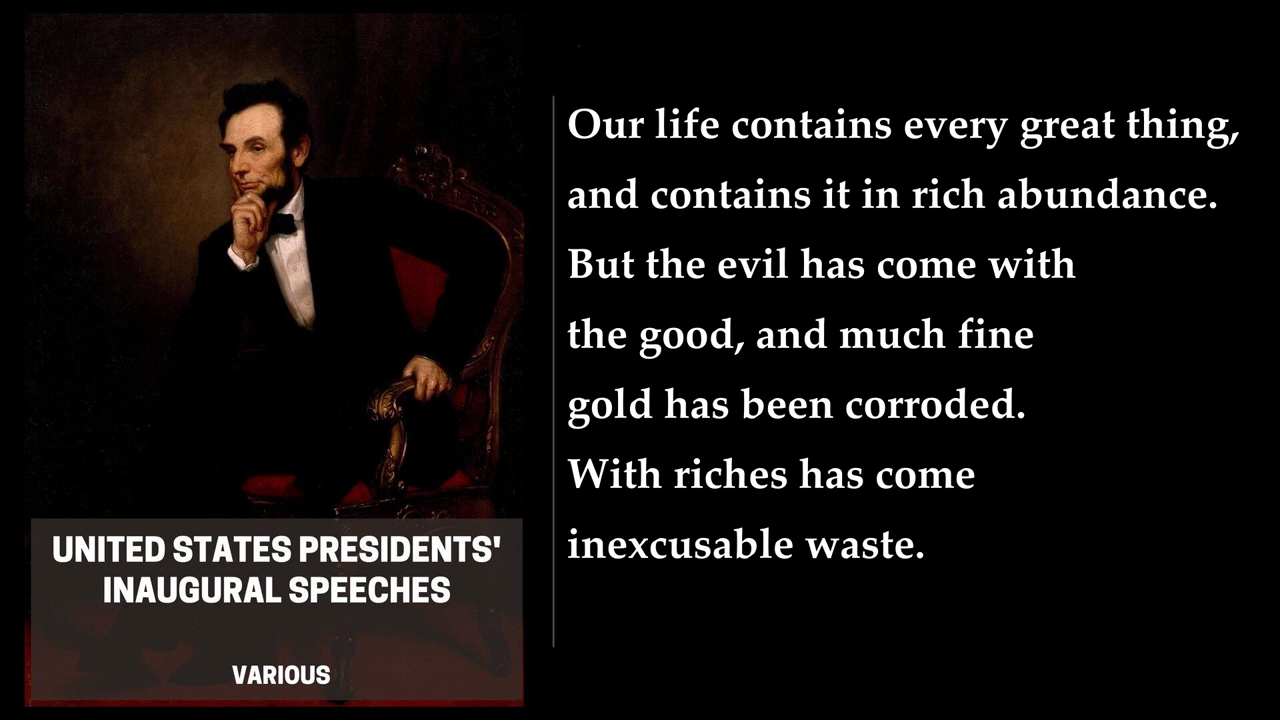 Our life contains every great thing,
and contains it in rich abundance.
But the evil has come with
the good, and much fine
gold has been corroded.
With riches has come
inexcusable waste.
UNITED STATES PRESIDENTS'
INAUGURAL SPEECHES
VARIOUS